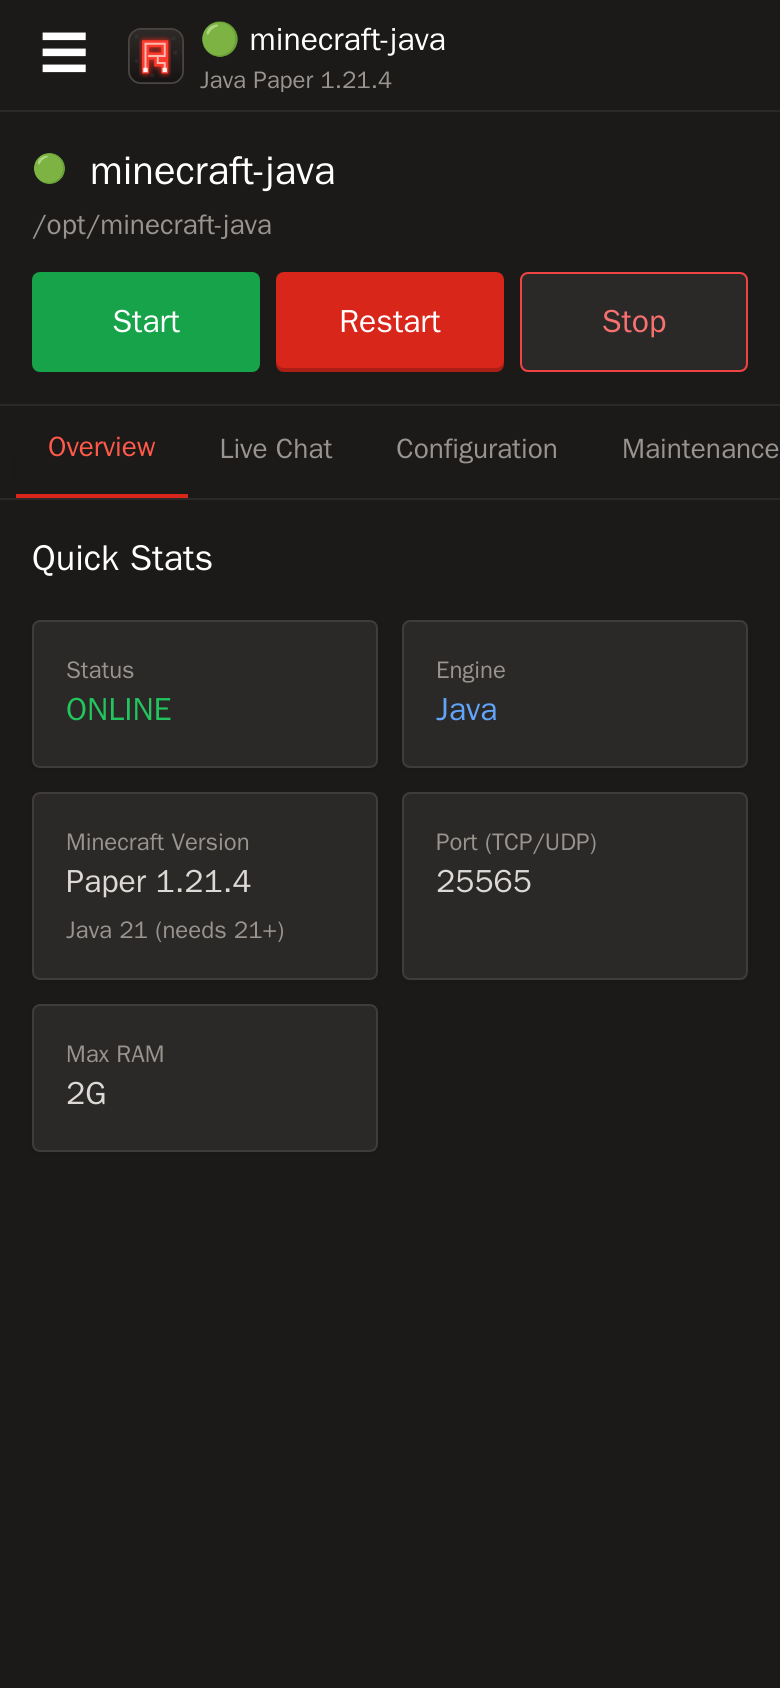 minecraft-java
Java Paper 1.21.4
minecraft-java
/opt/minecraft-java
Start Restart Stop
Overview Live Chat Configuration Maintenance
Quick Stats
Status
ONLINE
Engine
Java
Minecraft Version
Paper 1.21.4
Java 21 (needs 21+)
Port (TCP/UDP)
25565
Max RAM
2G